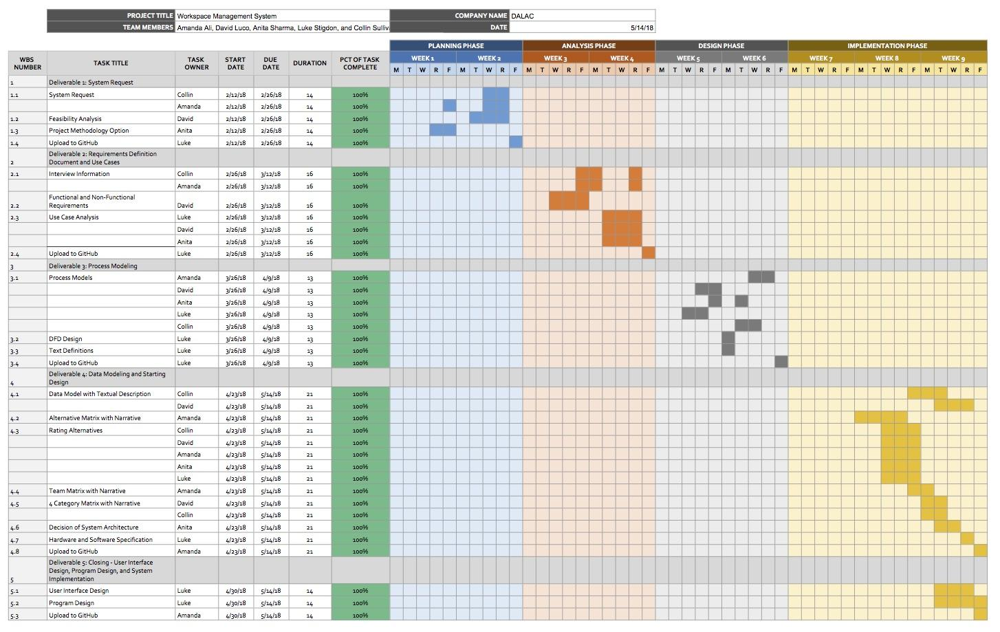 PROJECT TITLE Workspace Management System COMPANY NAME DALAC
TEAM MEMBERS Amanda Ali, David Luco, Anita Sharma, Luke Stigdon, and Collin Sulliv DATE 5/14/18
PLANNING PHASE ANALYSIS PHASE DESIGN PHASE IMPLEMENTATION PHASE
WBS NUMBER TASK TITLE TASK OWNER START DATE DUE DATE DURATION PCT OF TASK COMPLETE WEEK 1 WEEK 2 WEEK 3 WEEK 4 WEEK 5 WEEK 6 WEEK 7 WEEK 8 WEEK 9
M T W R F M T W R F M T W R F M T W R F M T W R F M T W R F M T W R F M T W R F M T W R F
1 Deliverable 1: System Request
1.1 System Request Collin 2/12/18 2/26/18 14 100%
Amanda 2/12/18 2/26/18 14 100%
1.2 Feasibility Analysis David 2/12/18 2/26/18 14 100%
1.3 Project Methodology Option Anita 2/12/18 2/26/18 14 100%
1.4 Upload to GitHub Luke 2/12/18 2/26/18 14 100%
2 Deliverable 2: Requirements Definition
Document and Use Cases
2.1 Interview Information Collin 2/26/18 3/12/18 16 100%
Amanda 2/26/18 3/12/18 16 100%
Functional and Non-Functional
2.2 Requirements David 2/26/18 3/12/18 16 100%
2.3 Use Case Analysis Luke 2/26/18 3/12/18 16 100%
David 2/26/18 3/12/18 16 100%
Anita 2/26/18 3/12/18 16 100%
2.4 Upload to GitHub Luke 2/26/18 3/12/18 16 100%
3 Deliverable 3: Process Modeling
3.1 Process Models Amanda 3/26/18 4/9/18 13 100%
David 3/26/18 4/9/18 13 100%
Anita 3/26/18 4/9/18 13 100%
Luke 3/26/18 4/9/18 13 100%
Collin 3/26/18 4/9/18 13 100%
3.2 DFD Design Luke 3/26/18 4/9/18 13 100%
3.3 Text Definitions Luke 3/26/18 4/9/18 13 100%
3.4 Upload to GitHub Luke 3/26/18 4/9/18 13 100%
Deliverable 4: Data Modeling and Starting
4 Design
4.1 Data Model with Textual Description Collin 4/23/18 5/14/18 21 100%
David 4/23/18 5/14/18 21 100%
4.2 Alternative Matrix with Narrative Amanda 4/23/18 5/14/18 21 100%
4.3 Rating Alternatives Collin 4/23/18 5/14/18 21 100%
David 4/23/18 5/14/18 21 100%
Amanda 4/23/18 5/14/18 21 100%
Anita 4/23/18 5/14/18 21 100%
Luke 4/23/18 5/14/18 21 100%
4.4 Team Matrix with Narrative Amanda 4/23/18 5/14/18 21 100%
4.5 4 Category Matrix with Narrative David 4/23/18 5/14/18 21 100%
Collin 4/23/18 5/14/18 21 100%
4.6 Decision of System Architecture Anita 4/23/18 5/14/18 21 100%
4.7 Hardware and Software Specification Luke 4/23/18 5/14/18 21 100%
4.8 Upload to GitHub Amanda 4/23/18 5/14/18 21 100%
Deliverable 5: Closing - User Interface
Design, Program Design, and System
5 Implementation
5.1 User Interface Design Luke 4/30/18 5/14/18 14 100%
5.2 Program Design Luke 4/30/18 5/14/18 14 100%
5.3 Upload to GitHub Amanda 4/30/18 5/14/18 14 100%